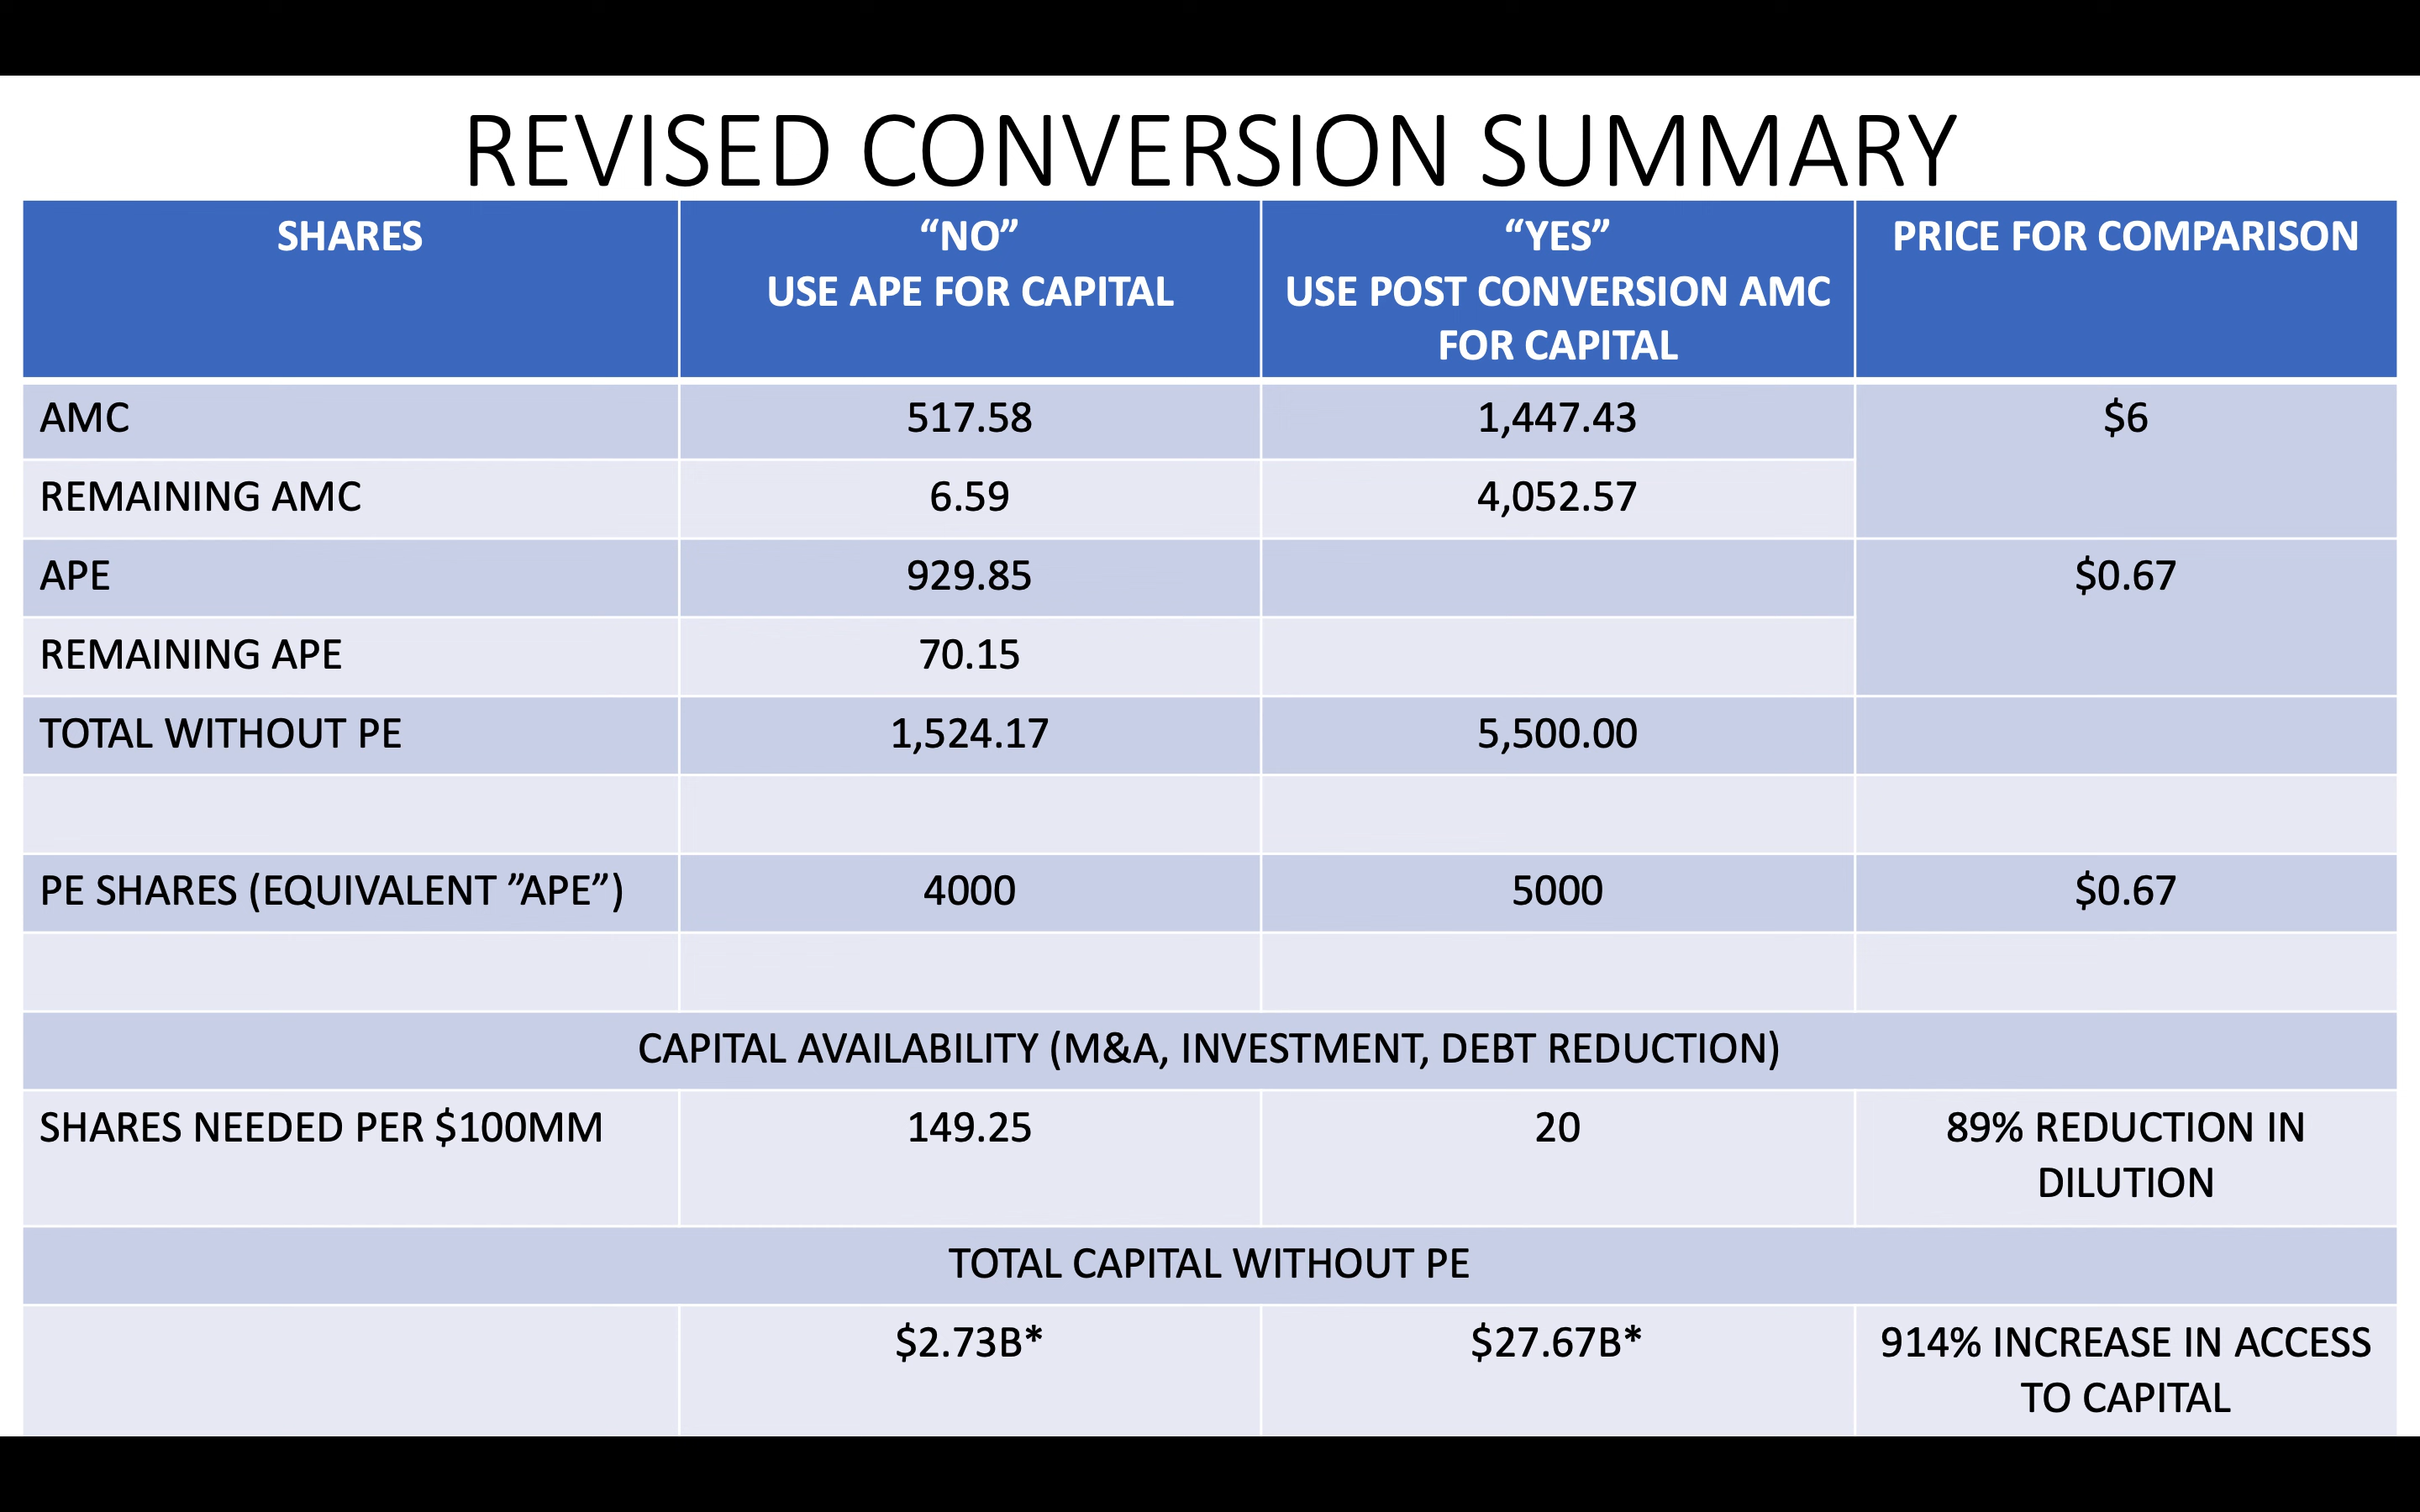 REVISED CONVERSION SUMMARY
SHARES
“NO”
USE APE FOR CAPITAL
“YES”
USE POST CONVERSION AMC
FOR CAPITAL
PRICE FOR COMPARISON
AMC
517.58
1,447.43
$6
REMAINING AMC
6.59
4,052.57
APE
929.85
$0.67
REMAINING APE
70.15
TOTAL WITHOUT PE
1,524.17
5,500.00
PE SHARES (EQUIVALENT ”APE”)
4000
5000
$0.67
CAPITAL AVAILABILITY (M&A, INVESTMENT, DEBT REDUCTION)
SHARES NEEDED PER $100MM
149.25
20
89% REDUCTION IN
DILUTION
TOTAL CAPITAL WITHOUT PE
$2.73B*
$27.67B*
914% INCREASE IN ACCESS
TO CAPITAL